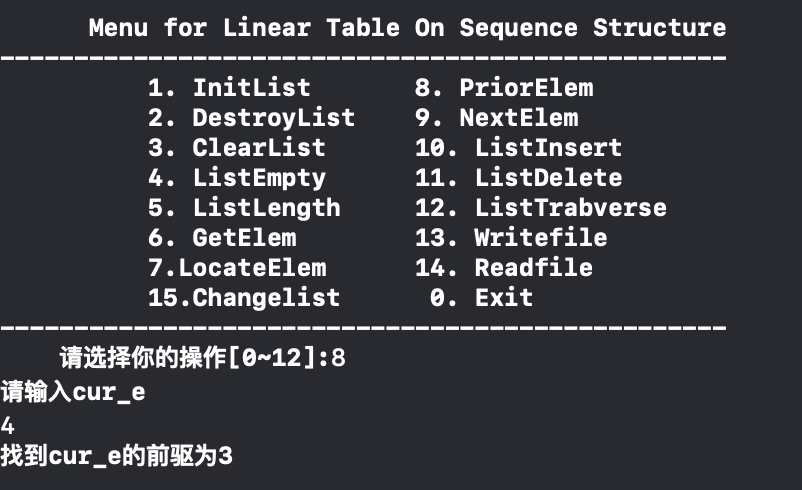 Menu for Linear Table On Sequence Structure
-------------------------------------------------
1. InitList 8. PriorElem
2. DestroyList 9. NextElem
3. ClearList 10. ListInsert
4. ListEmpty 11. ListDelete
5. ListLength 12. ListTrabverse
6. GetElem 13. Writefile
7.LocateElem 14. Readfile
15.Changelist 0. Exit
-------------------------------------------------
请选择你的操作[0~12]:8
请输入cur_e
4
找到cur_e的前驱为3